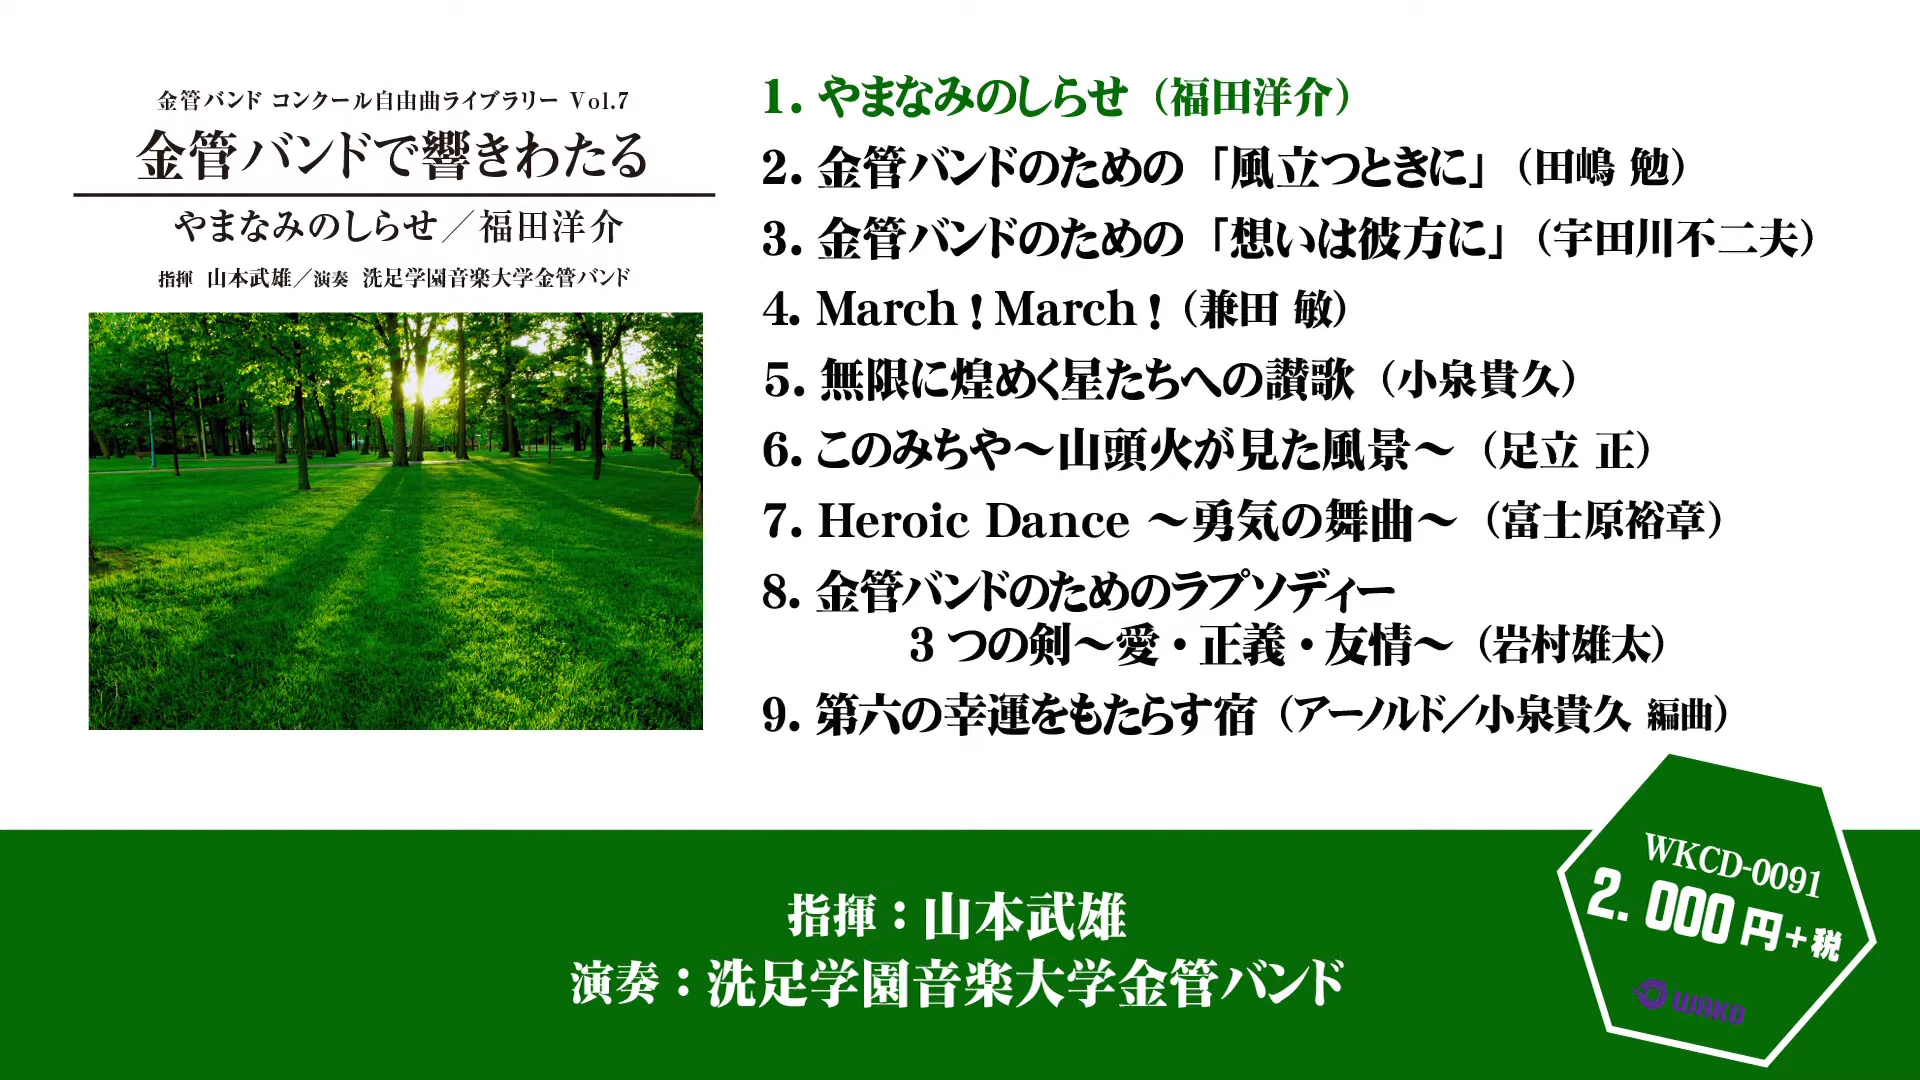 金管バンド コンクール自由曲ライブラリー Vol.7
金管バンドで響きわたる
やまなみのしらせ／福田洋介
指揮 山本武雄／演奏 洗足学園音楽大学金管バンド
1. やまなみのしらせ（福田洋介）
2. 金管バンドのための「風立つときに」（田嶋 勉）
3. 金管バンドのための「想いは彼方に」（宇田川不二夫）
4. March！March！（兼田 敏）
5. 無限に煌めく星たちへの讃歌（小泉貴久）
6. このみちや～山頭火が見た風景～（足立 正）
7. Heroic Dance ～勇気の舞曲～（富士原裕章）
8. 金管バンドのためのラプソディー
3つの剣～愛・正義・友情～（岩村雄太）
9. 第六の幸運をもたらす宿（アーノルド／小泉貴久 編曲）
指揮：山本武雄
演奏：洗足学園音楽大学金管バンド
WKCD-0091
2.000円+税
WAKO